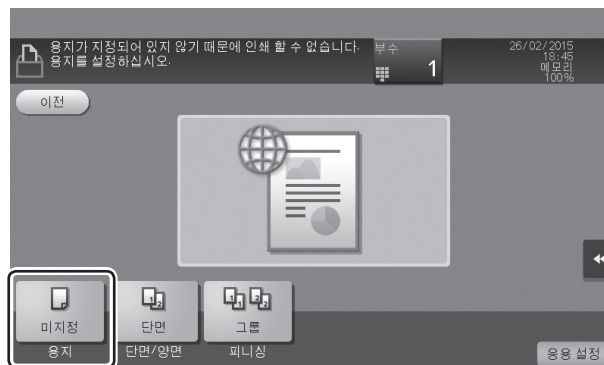 용지가 지정되어 있지 않기 때문에 인쇄 할 수 없습니다.
용지를 설정하십시오.
부수
1
26/02/2015
18:45
메모리
100%
이전
미지정
단면
그룹
용지
단면/양면
피니싱
응용 설정